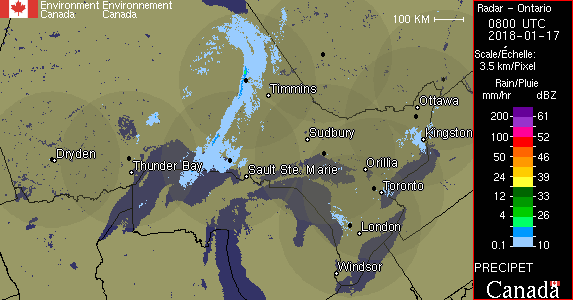 Environment Environnement
Canada Canada
Radar - Ontario
0800 UTC
2018-01-17
100 KM
Scale/Échelle:
3.5 km/Pixel
Rain/Pluie
mm/hr dBZ
200 61
100 52
50 46
24 39
12 33
4 26
0.1 10
PRECIPET
Canada
Timmins
Ottawa
Sudbury
Kingston
Dryden
Thunder Bay
Sault Ste. Marie
Orillia
Toronto
London
Windsor